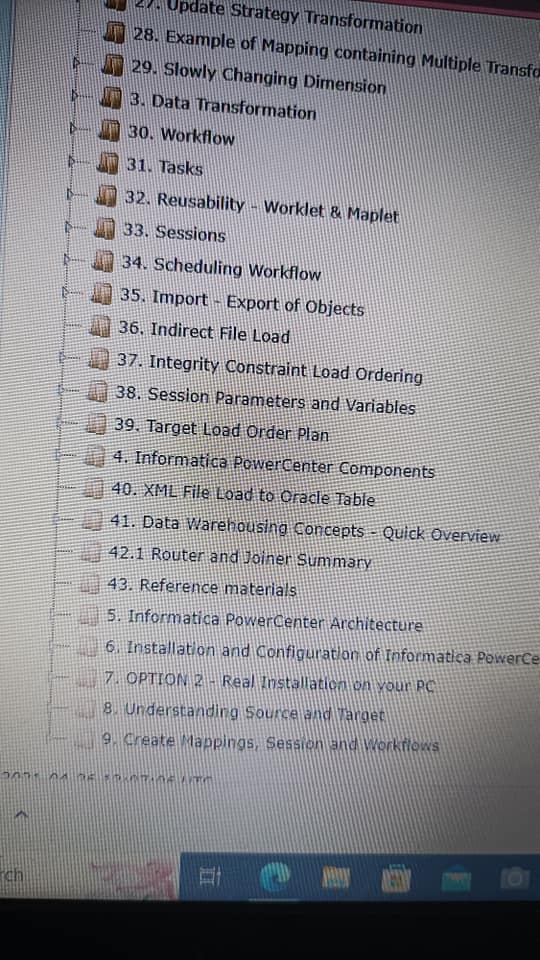 27. Update Strategy Transformation
28. Example of Mapping containing Multiple Transfo
29. Slowly Changing Dimension
3. Data Transformation
30. Workflow
31. Tasks
32. Reusability - Worklet & Maplet
33. Sessions
34. Scheduling Workflow
35. Import - Export of Objects
36. Indirect File Load
37. Integrity Constraint Load Ordering
38. Session Parameters and Variables
39. Target Load Order Plan
4. Informatica PowerCenter Components
40. XML File Load to Oracle Table
41. Data Warehousing Concepts - Quick Overview
42.1 Router and Joiner Summary
43. Reference materials
5. Informatica PowerCenter Architecture
6. Installation and Configuration of Informatica PowerCe
7. OPTION 2 - Real Installation on your PC
8. Understanding Source and Target
9. Create Mappings, Session and Workflows
rch